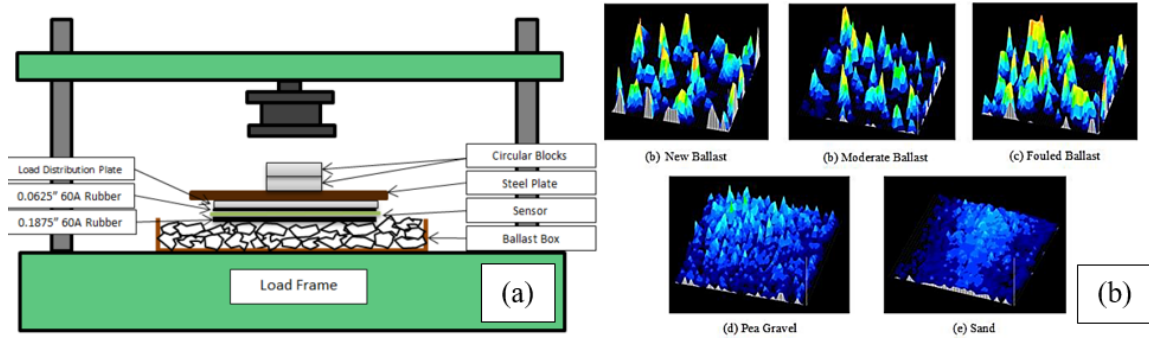 Load Distribution Plate
0.0625" 60A Rubber
0.1875" 60A Rubber
Circular Blocks
Steel Plate
Sensor
Ballast Box
Load Frame
(a)
(b) New Ballast
(b) Moderate Ballast
(c) Fouled Ballast
(d) Pea Gravel
(e) Sand
(b)